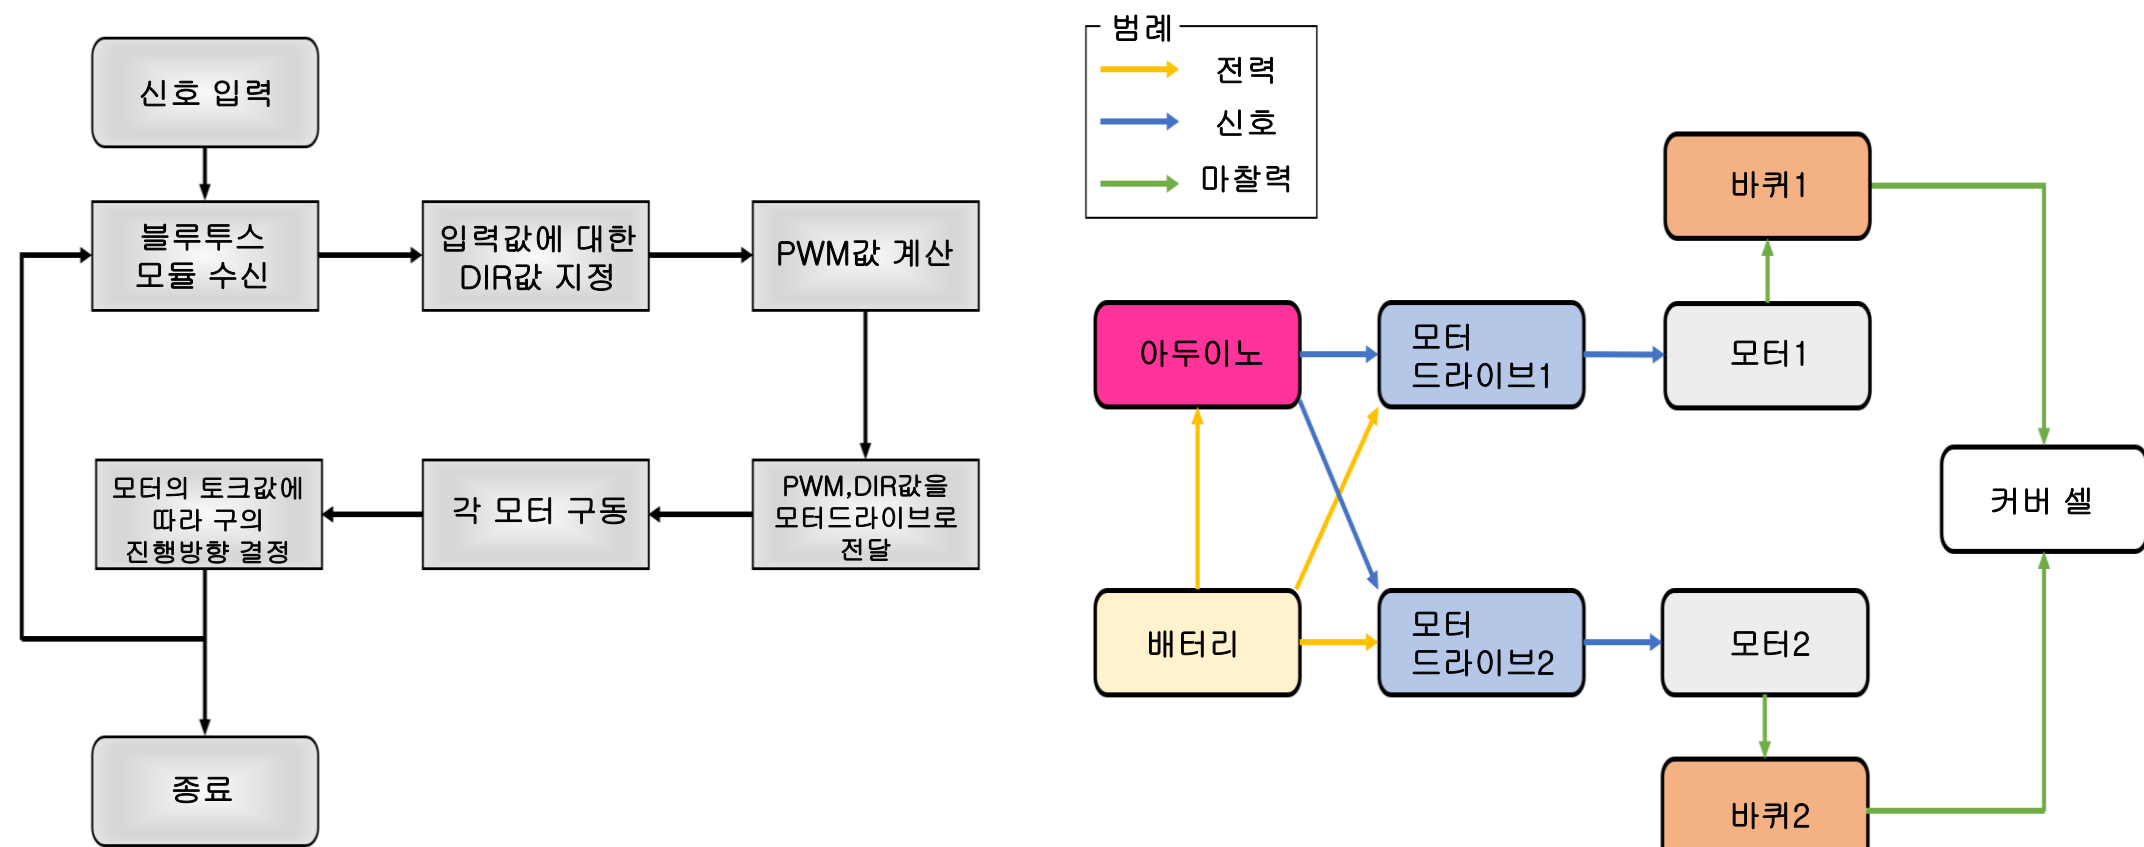 신호 입력
블루투스
모듈 수신
입력값에 대한
DIR값 지정
PWM값 계산
모터의 토크값에
따라 구의
진행방향 결정
각 모터 구동
PWM,DIR값을
모터드라이브로
전달
종료
범례
전력
신호
마찰력
바퀴1
아두이노
모터
드라이브1
모터1
커버 셀
배터리
모터
드라이브2
모터2
바퀴2